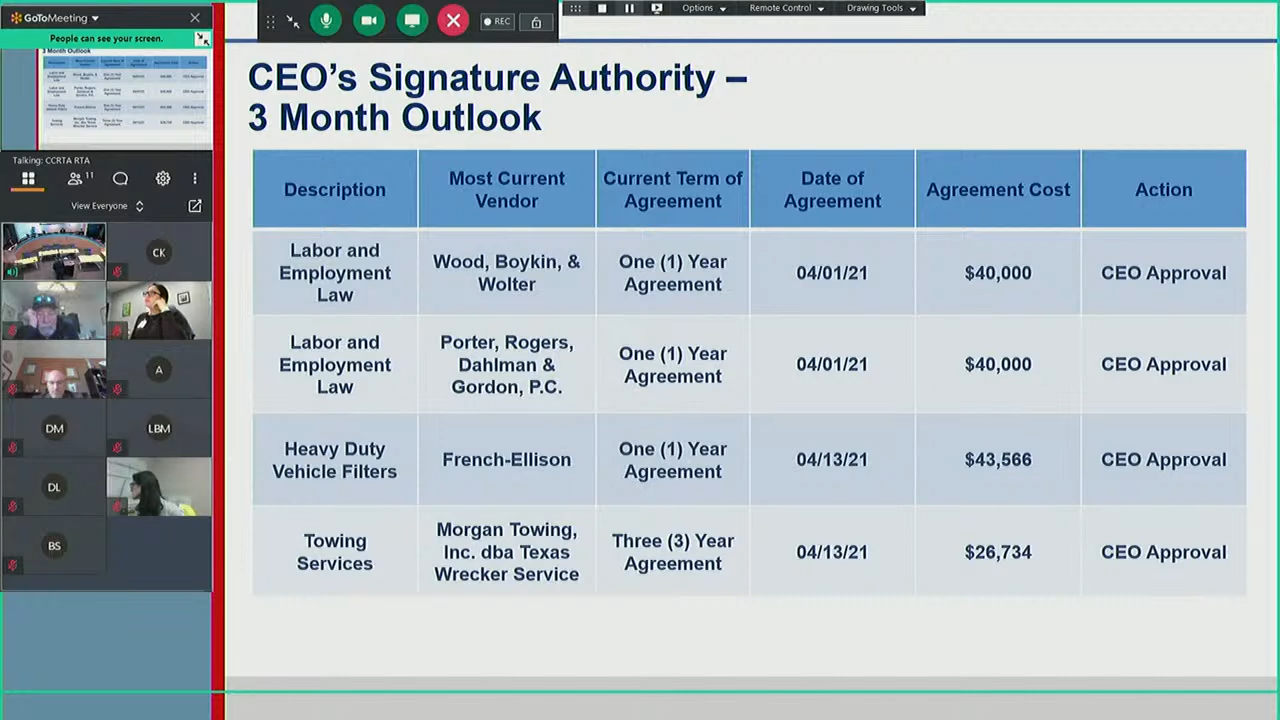 GoToMeeting
People can see your screen.
3 Month Outlook
Talking: CCRTA RTA
11
View Everyone
CK
A
DM
LBM
DL
BS
REC
Options
Remote Control
Drawing Tools
CEO's Signature Authority –
3 Month Outlook
Description
Most Current
Vendor
Current Term of
Agreement
Date of
Agreement
Agreement Cost
Action
Labor and
Employment
Law
Wood, Boykin, &
Wolter
One (1) Year
Agreement
04/01/21
$40,000
CEO Approval
Labor and
Employment
Law
Porter, Rogers,
Dahlman &
Gordon, P.C.
One (1) Year
Agreement
04/01/21
$40,000
CEO Approval
Heavy Duty
Vehicle Filters
French-Ellison
One (1) Year
Agreement
04/13/21
$43,566
CEO Approval
Towing
Services
Morgan Towing,
Inc. dba Texas
Wrecker Service
Three (3) Year
Agreement
04/13/21
$26,734
CEO Approval